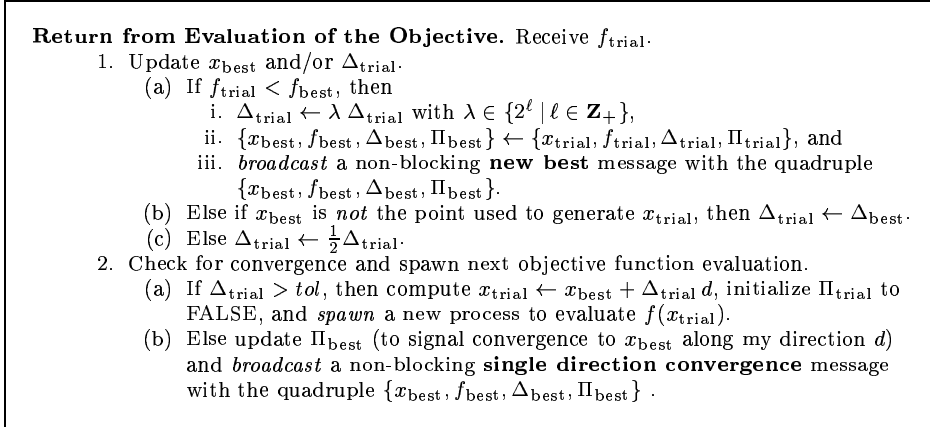 Return from Evaluation of the Objective. Receive f_trial.
1. Update x_best and/or Δ_trial.
(a) If f_trial < f_best, then
i. Δ_trial ← λ Δ_trial with λ ∈ {2^ℓ | ℓ ∈ Z_+},
ii. {x_best, f_best, Δ_best, Π_best} ← {x_trial, f_trial, Δ_trial, Π_trial}, and
iii. broadcast a non-blocking new best message with the quadruple
{x_best, f_best, Δ_best, Π_best}.
(b) Else if x_best is not the point used to generate x_trial, then Δ_trial ← Δ_best.
(c) Else Δ_trial ← ½Δ_trial.
2. Check for convergence and spawn next objective function evaluation.
(a) If Δ_trial > tol, then compute x_trial ← x_best + Δ_trial d, initialize Π_trial to
FALSE, and spawn a new process to evaluate f(x_trial).
(b) Else update Π_best (to signal convergence to x_best along my direction d)
and broadcast a non-blocking single direction convergence message
with the quadruple {x_best, f_best, Δ_best, Π_best} .